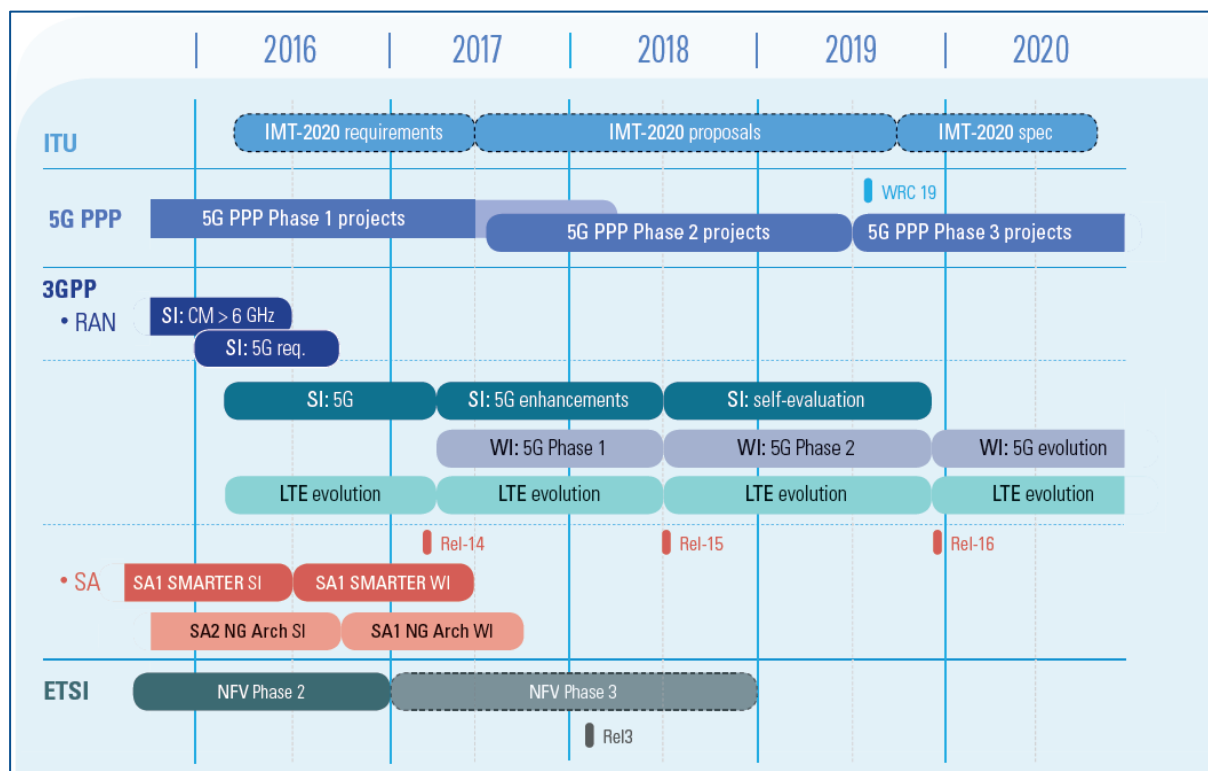 2016 2017 2018 2019 2020
ITU
IMT-2020 requirements IMT-2020 proposals IMT-2020 spec
WRC 19
5G PPP
5G PPP Phase 1 projects
5G PPP Phase 2 projects 5G PPP Phase 3 projects
3GPP
• RAN
SI: CM > 6 GHz
SI: 5G req.
SI: 5G SI: 5G enhancements SI: self-evaluation
WI: 5G Phase 1 WI: 5G Phase 2 WI: 5G evolution
LTE evolution LTE evolution LTE evolution LTE evolution
Rel-14 Rel-15 Rel-16
• SA
SA1 SMARTER SI SA1 SMARTER WI
SA2 NG Arch SI SA1 NG Arch WI
ETSI
NFV Phase 2 NFV Phase 3
Rel3